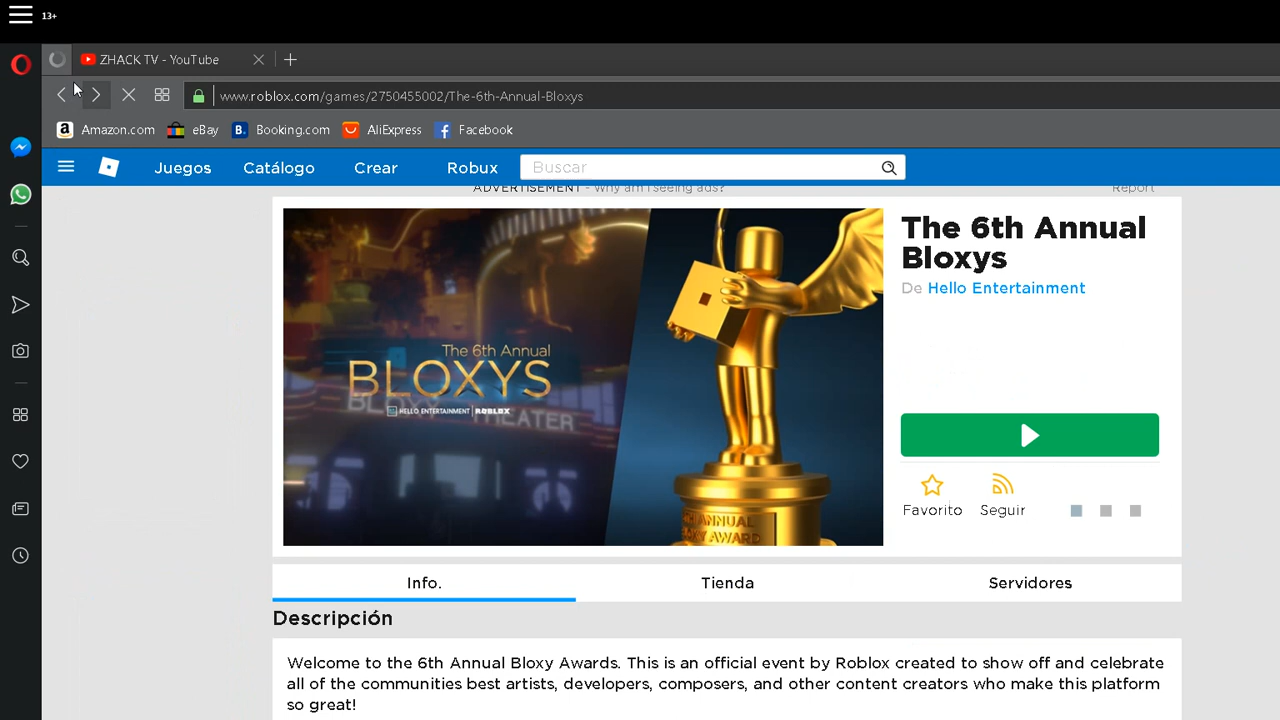 13+
ZHACK TV - YouTube
www.roblox.com/games/2750455002/The-6th-Annual-Bloxys
Amazon.com eBay Booking.com AliExpress Facebook
Juegos Catálogo Crear Robux Buscar
ADVERTISEMENT - Why am I seeing ads? Report
The 6th Annual
Bloxys
De Hello Entertainment
The 6th Annual
BLOXYS
HELLO ENTERTAINMENT | ROBLOX
THEATER
ANNUAL
AWARD
Favorito Seguir
Info. Tienda Servidores
Descripción
Welcome to the 6th Annual Bloxy Awards. This is an official event by Roblox created to show off and celebrate
all of the communities best artists, developers, composers, and other content creators who make this platform
so great!